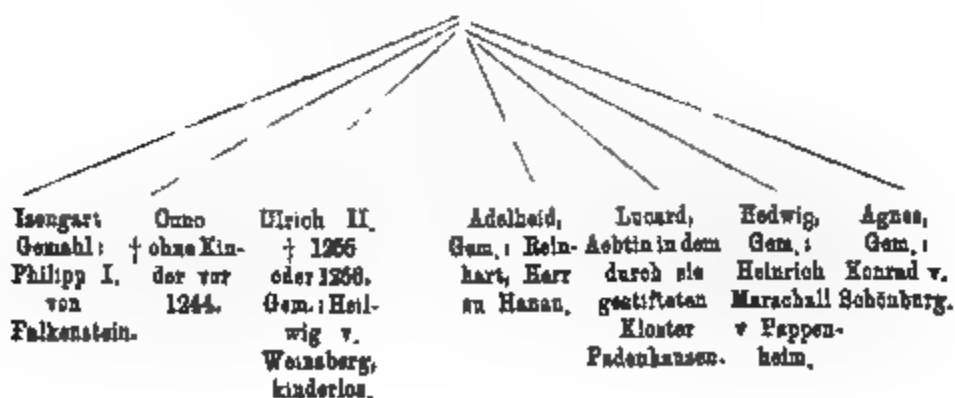 Isengart
Gemahl:
Philipp I.
von
Falkenstein.
Cuno
† ohne Kin-
der vor
1244.
Ulrich II.
† 1255
oder 1256.
Gem.: Heil-
wig v.
Weinsberg,
kinderlos.
Adelheid,
Gem.: Rein-
hart, Herr
zu Hanau.
Lucard,
Aebtin in dem
durch sie
gestifteten
Kloster
Padenhausen.
Hedwig,
Gem.:
Heinrich
Marschall
v Pappen-
heim.
Agnes,
Gem.:
Konrad v.
Schönburg.